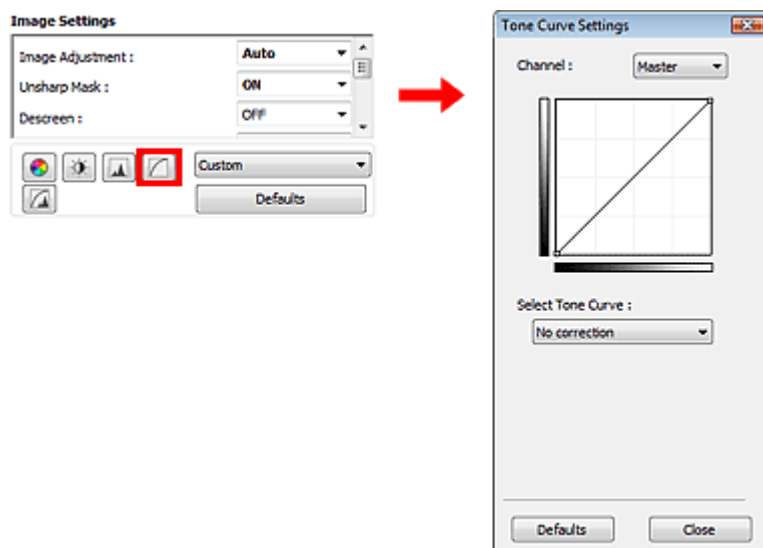 Image Settings
Image Adjustment : Auto
Unsharp Mask : ON
Descreen : OFF
Custom
Defaults
Tone Curve Settings
Channel : Master
Select Tone Curve :
No correction
Defaults Close